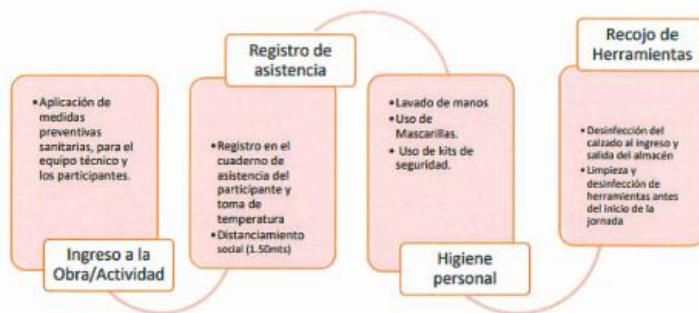 •Aplicación de
medidas
preventivas
sanitarias, para el
equipo técnico y
los participantes.
Ingreso a la
Obra/Actividad
Registro de
asistencia
•Registro en el
cuaderno de
asistencia del
participante y
toma de
temperatura
•Distanciamiento
social (1.50mts)
•Lavado de manos
•Uso de
Mascarillas.
• Uso de kits de
seguridad.
Higiene
personal
Recojo de
Herramientas
•Desinfección del
calzado al ingreso y
salida del almacén
•Limpieza y
desinfección de
herramientas antes
del inicio de la
jornada